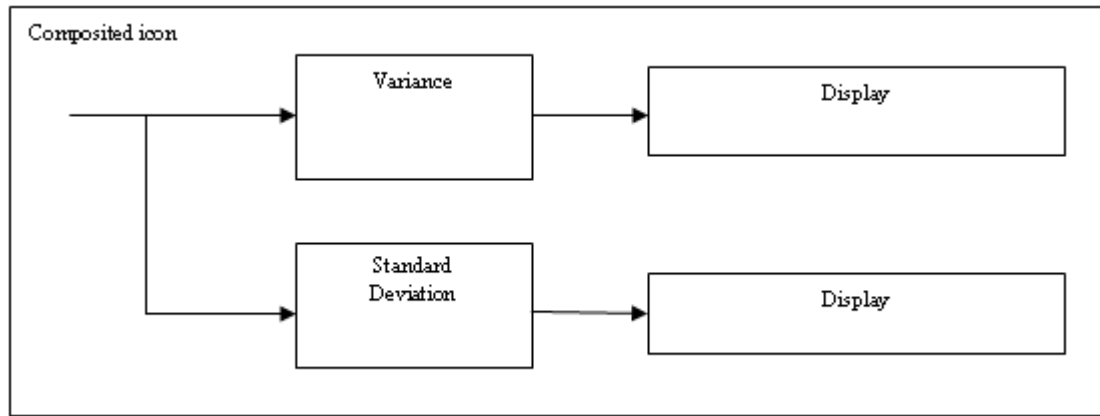 Composited icon
Variance
Display
Standard
Deviation
Display